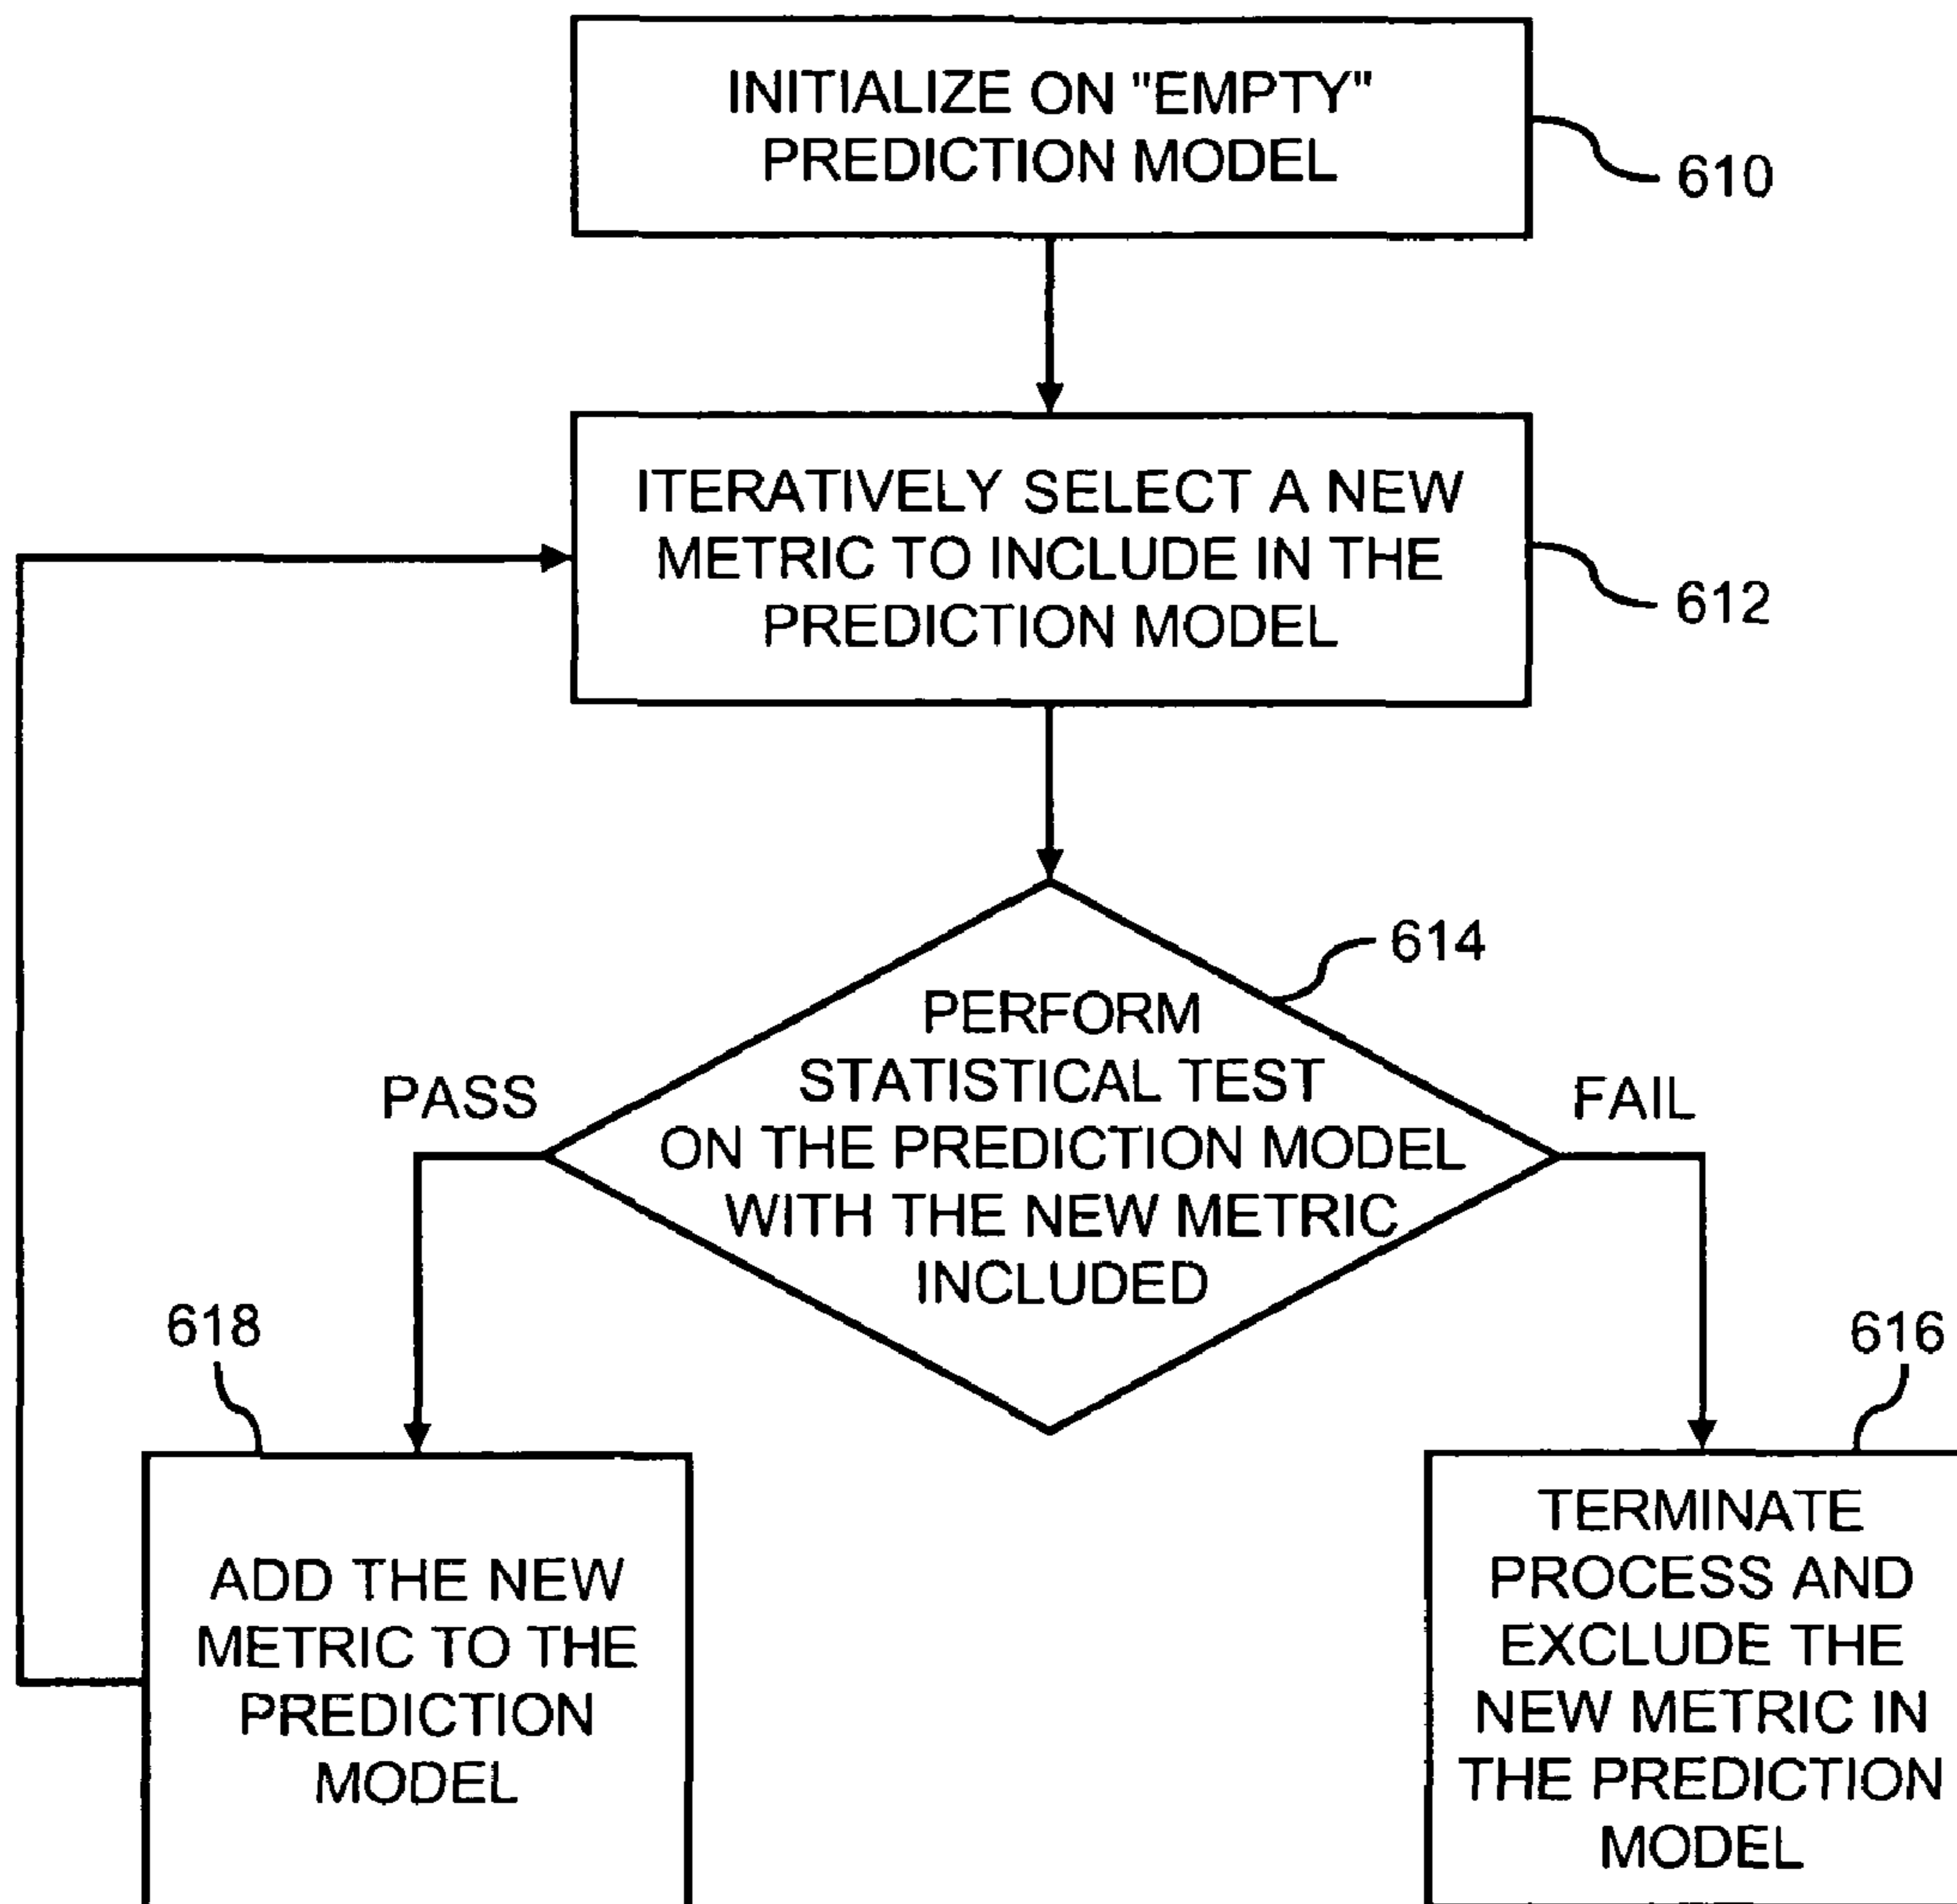 INITIALIZE ON "EMPTY"
PREDICTION MODEL
610
ITERATIVELY SELECT A NEW
METRIC TO INCLUDE IN THE
PREDICTION MODEL
612
614
PERFORM
STATISTICAL TEST
ON THE PREDICTION MODEL
WITH THE NEW METRIC
INCLUDED
PASS
FAIL
618
ADD THE NEW
METRIC TO THE
PREDICTION
MODEL
616
TERMINATE
PROCESS AND
EXCLUDE THE
NEW METRIC IN
THE PREDICTION
MODEL